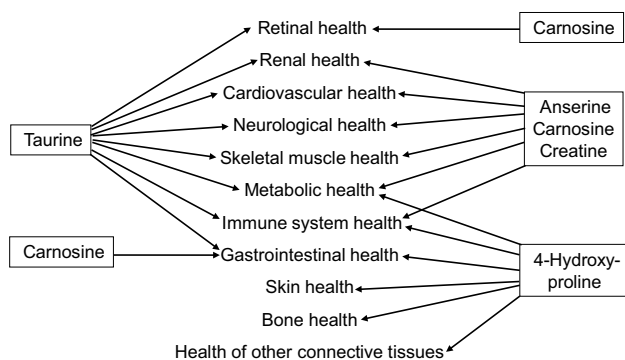 Retinal health
Carnosine
Renal health
Cardiovascular health
Anserine
Carnosine
Creatine
Neurological health
Taurine
Skeletal muscle health
Metabolic health
Immune system health
Carnosine
Gastrointestinal health
4-Hydroxy-
proline
Skin health
Bone health
Health of other connective tissues